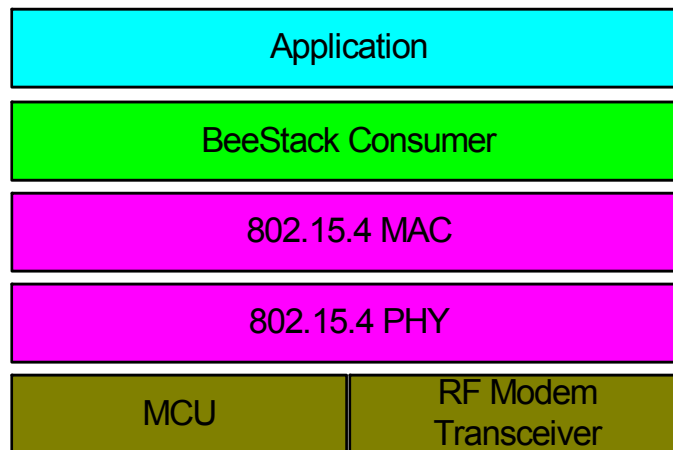 Application
BeeStack Consumer
802.15.4 MAC
802.15.4 PHY
MCU
RF Modem
Transceiver